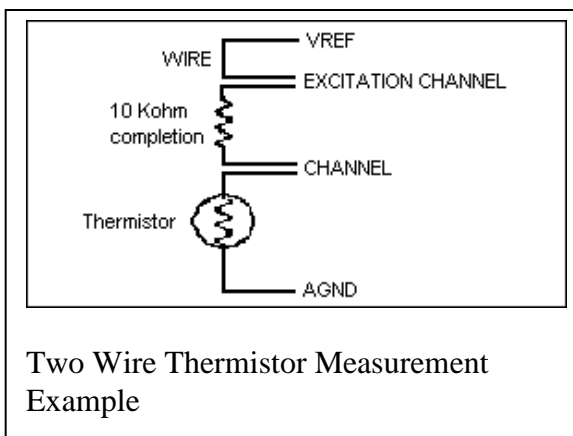 VREF
WIRE
EXCITATION CHANNEL
10 Kohm
completion
CHANNEL
Thermistor
AGND
Two Wire Thermistor Measurement
Example